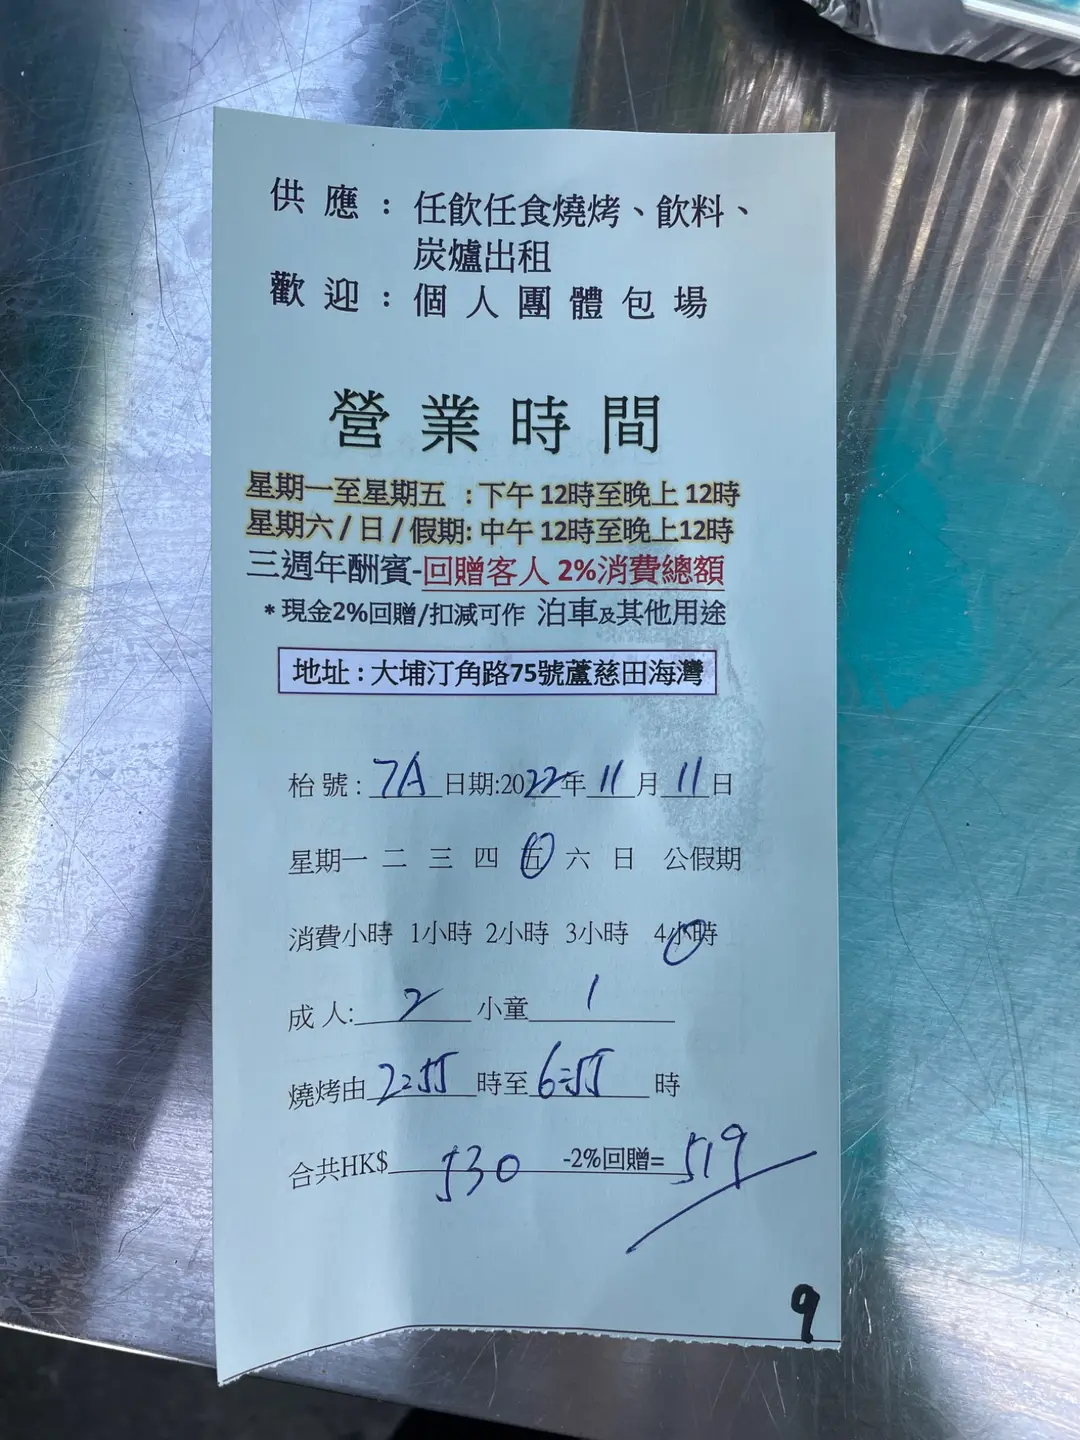 供應：任飲任食燒烤、飲料、
炭爐出租
歡迎：個人團體包場
營業時間
星期一至星期五 ：下午 12時至晚上 12時
星期六 / 日 / 假期: 中午 12時至晚上12時
三週年酬賓-回贈客人 2%消費總額
* 現金2%回贈/扣減可作 泊車及其他用途
地址 : 大埔汀角路75號蘆慈田海灣
枱號 : 7A 日期:2022年 11 月 11 日
星期一 二 三 四 五 六 日 公假期
消費小時 1小時 2小時 3小時 4小時
成人: 2 小童 1
燒烤由 2:55 時至 6:55 時
合共HK$ 530 -2%回贈= 519
9